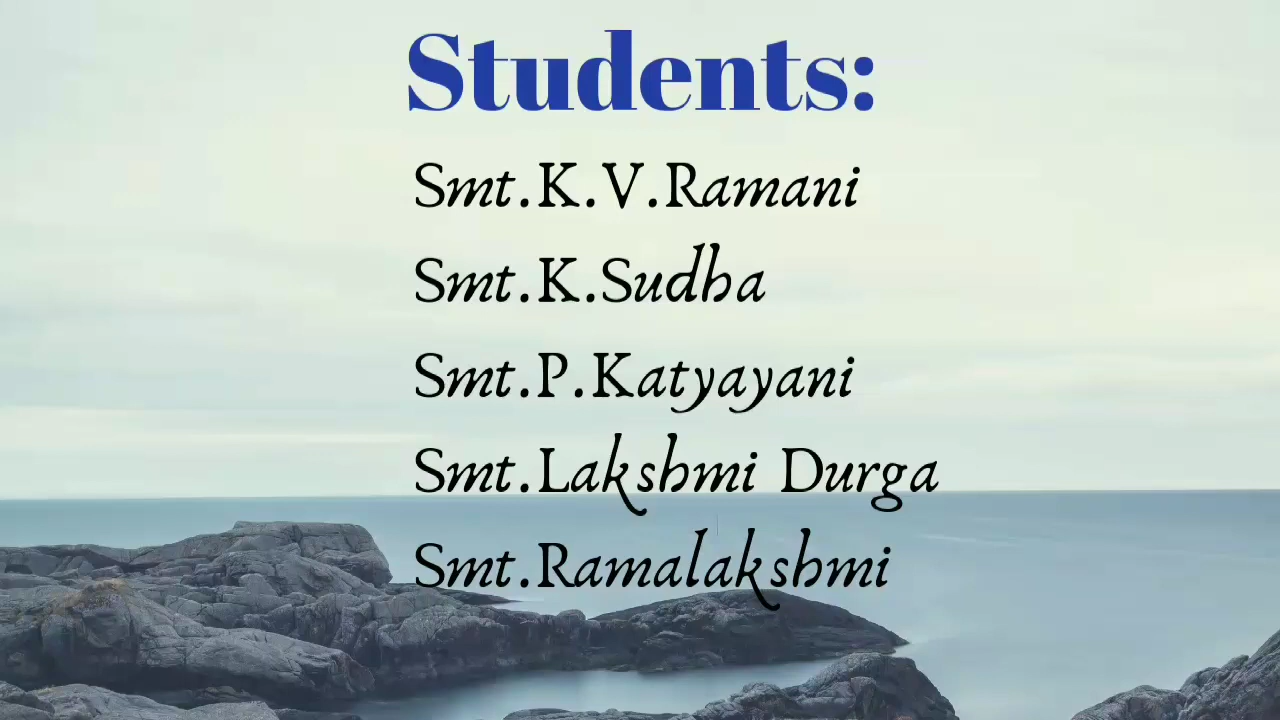 Students:
Smt.K.V.Ramani
Smt.K.Sudha
Smt.P.Katyayani
Smt.Lakshmi Durga
Smt.Ramalakshmi